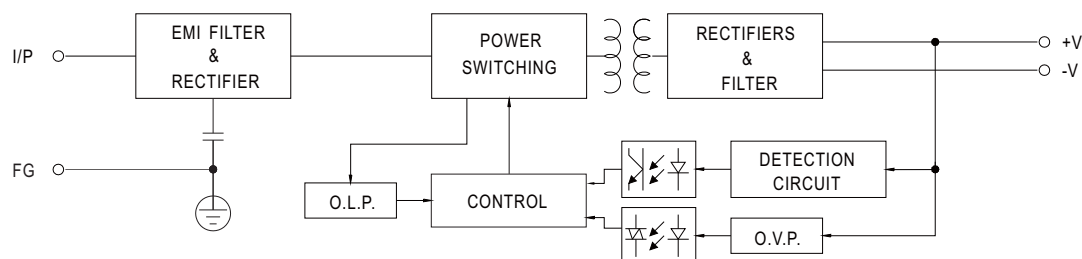 I/P
EMI FILTER
&
RECTIFIER
POWER
SWITCHING
RECTIFIERS
&
FILTER
+V
-V
FG
O.L.P.
CONTROL
DETECTION
CIRCUIT
O.V.P.